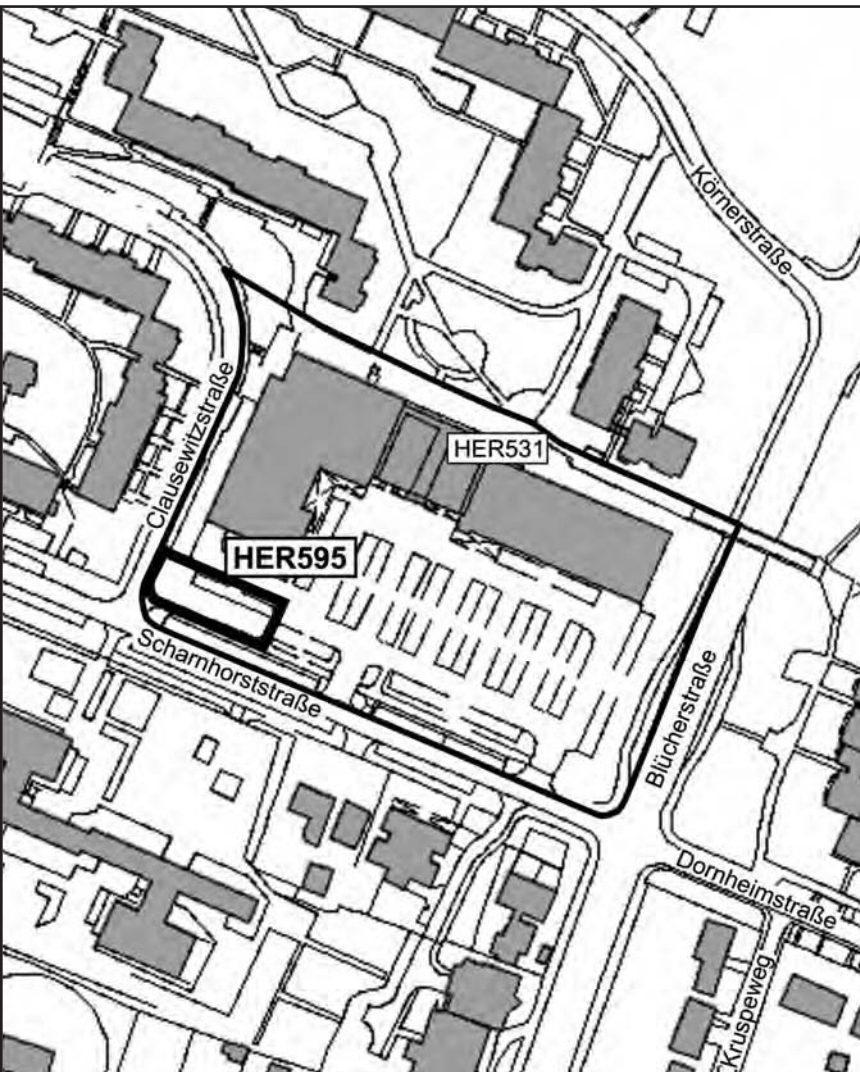 Körnerstraße
Clausewitzstraße
HER531
HER595
Scharnhorststraße
Blücherstraße
Dornheimstraße
Kruspeweg